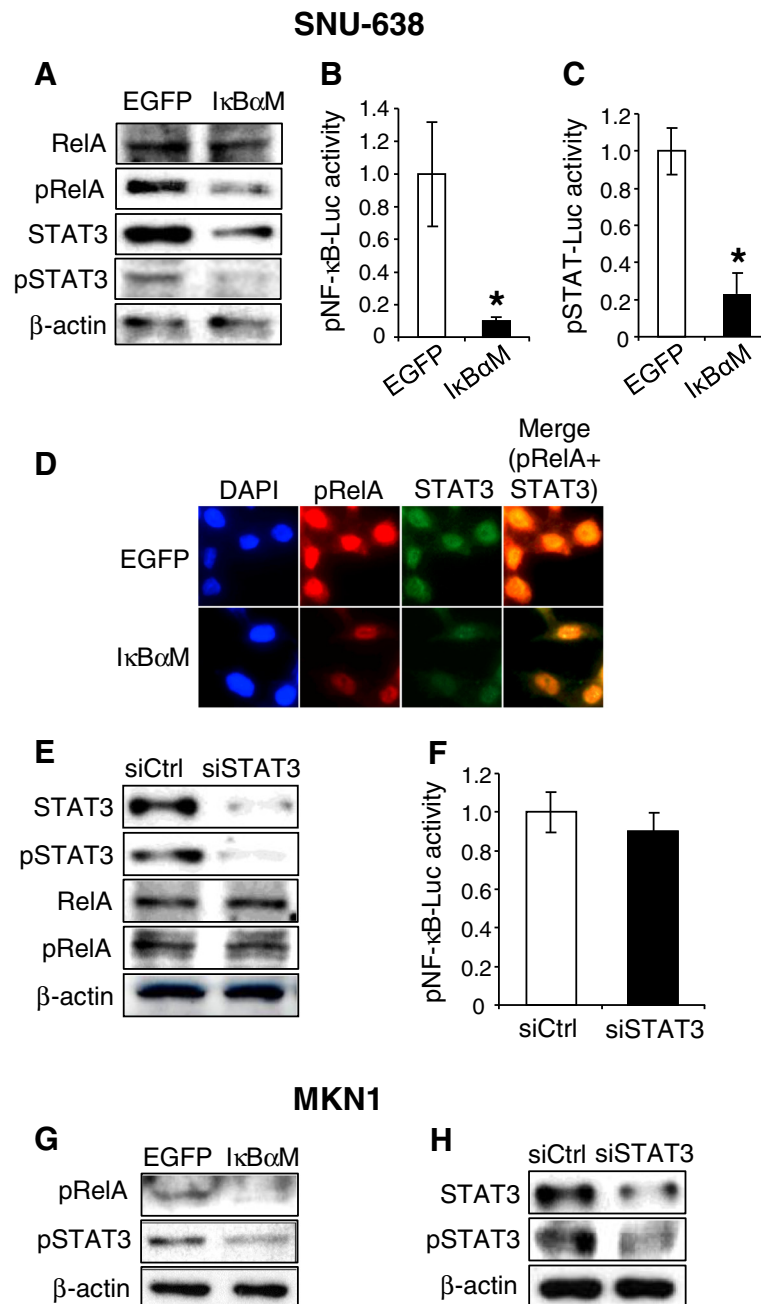 SNU-638
A
EGFP IκBαM
RelA
pRelA
STAT3
pSTAT3
β-actin
B
pNF-κB-Luc activity
1.4
1.2
1.0
0.8
0.6
0.4
0.2
0
*
EGFP
IκBαM
C
pSTAT-Luc activity
1.2
1.0
0.8
0.6
0.4
0.2
0
*
EGFP
IκBαM
D
DAPI pRelA STAT3
Merge
(pRelA+
STAT3)
EGFP
IκBαM
E
siCtrl siSTAT3
STAT3
pSTAT3
RelA
pRelA
β-actin
F
pNF-κB-Luc activity
1.2
1.0
0.8
0.6
0.4
0.2
0
siCtrl siSTAT3
MKN1
G
EGFP IκBαM
pRelA
pSTAT3
β-actin
H
siCtrl siSTAT3
STAT3
pSTAT3
β-actin